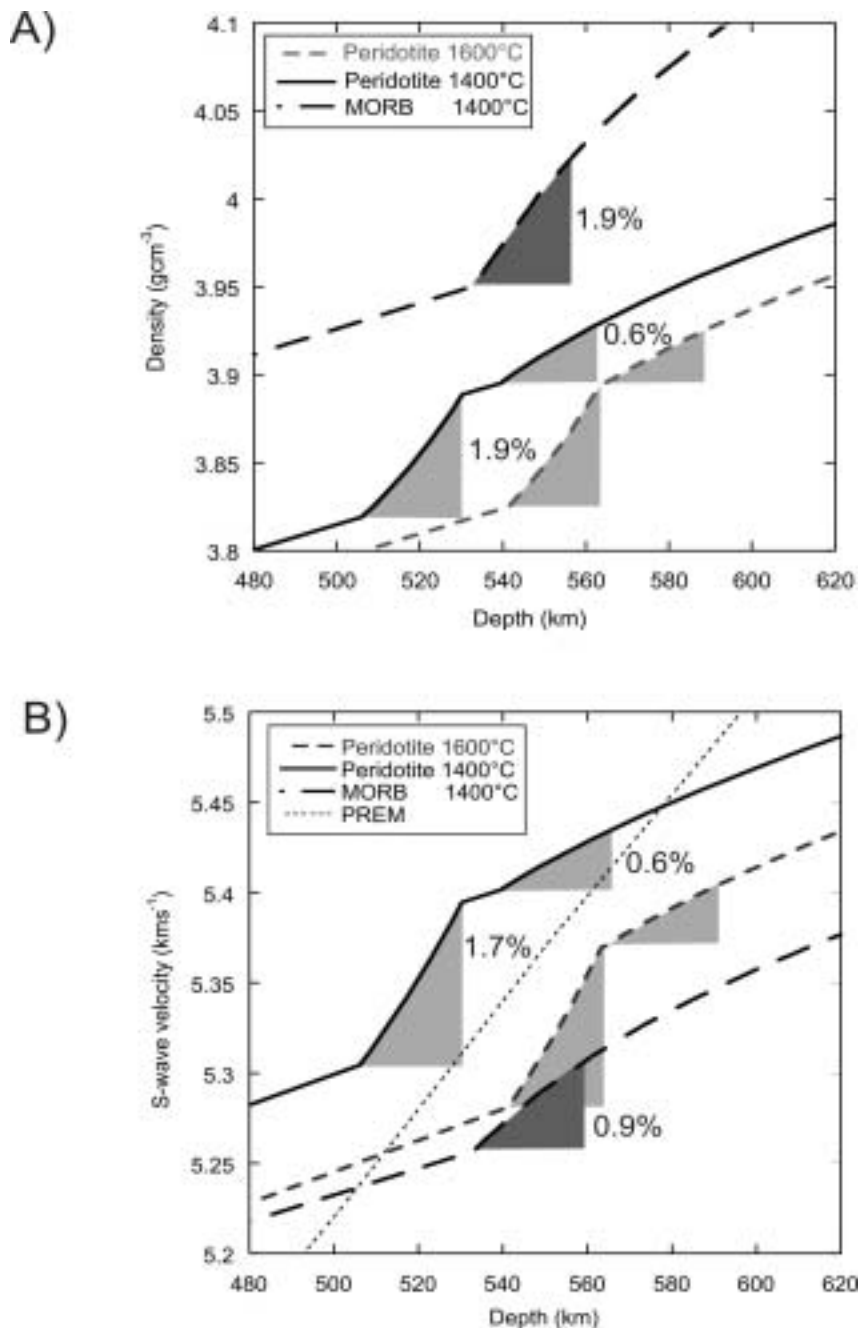 A)
Peridotite 1600°C
Peridotite 1400°C
MORB 1400°C
4.1
4.05
4
3.95
3.9
3.85
3.8
Density (gcm⁻³)
1.9%
0.6%
1.9%
480 500 520 540 560 580 600 620
Depth (km)
B)
Peridotite 1600°C
Peridotite 1400°C
MORB 1400°C
PREM
5.5
5.45
5.4
5.35
5.3
5.25
5.2
S-wave velocity (kms⁻¹)
0.6%
1.7%
0.9%
480 500 520 540 560 580 600 620
Depth (km)